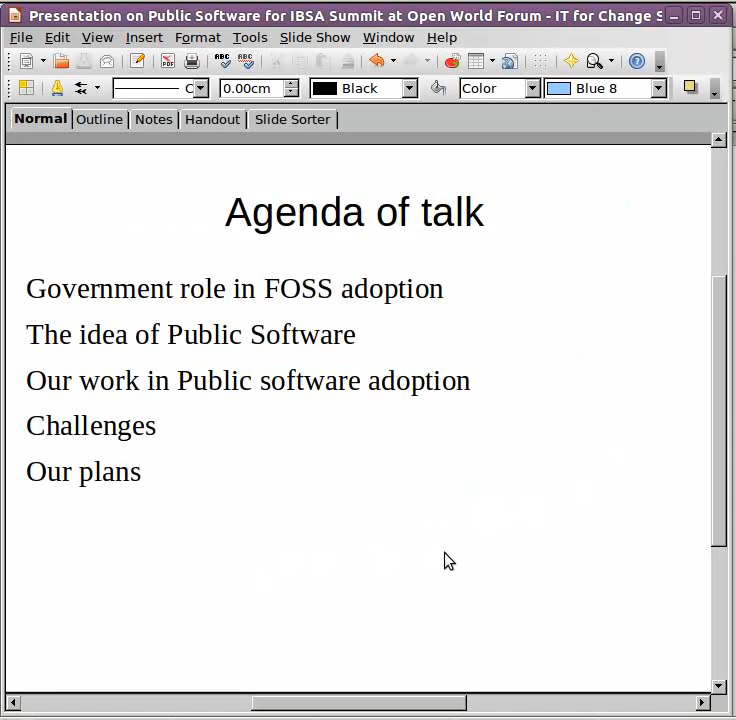 Presentation on Public Software for IBSA Summit at Open World Forum - IT for Change S
File Edit View Insert Format Tools Slide Show Window Help
0.00cm Black Color Blue 8
Normal Outline Notes Handout Slide Sorter
Agenda of talk
Government role in FOSS adoption
The idea of Public Software
Our work in Public software adoption
Challenges
Our plans